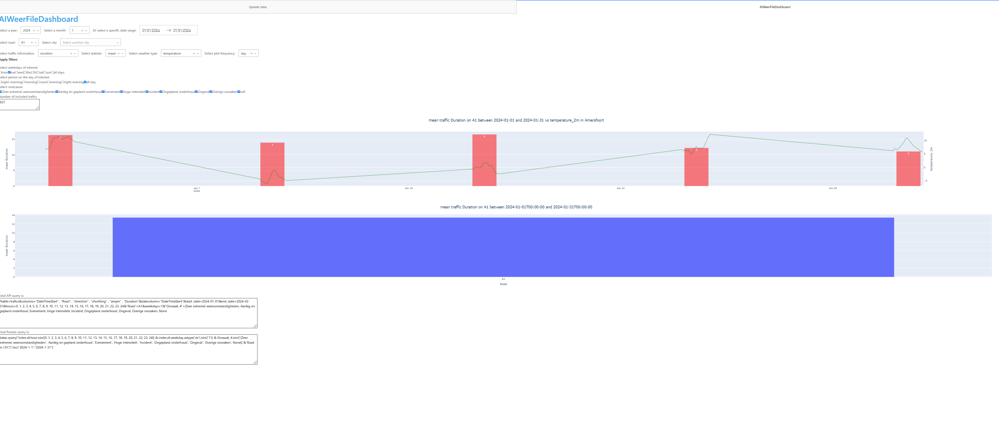 Update data
AIWeerFileDashboard
AIWeerFileDashboard
Select a year: 2024 × Select a month: 1 × Or select a specific date range: 01/01/2024 → 01/31/2024
Select road: A1 × Select city: Select another city
Select traffic information: duration × Select statistic: mean × Select weather type: temperature × Select plot frequency: day ×
Apply filters
Select weekdays of interest:
mon tue wed thu fri sat sun all days
Select period on the day of interest:
night_morning morning noon evening night-evening all day
Select rootcause:
(Zeer extreme) weersomstandigheden Aanleg en gepland onderhoud Evenement Hoge intensiteit Incident Ongepland onderhoud Ongeval Overige oorzaken null
Number of included trafics
357
mean traffic Duration on A1 between 2024-01-01 and 2024-01-31 vs temperature_2m in Amersfoort
mean Duration
15
10
5
0
1
1
1
1
1
10
5
0
−5
temperature_2m
Jan 7
2024
Jan 14
Jan 21
Jan 28
mean traffic Duration on A1 between 2024-01-01T00:00:00 and 2024-01-31T00:00:00
mean Duration
14
12
10
8
6
4
2
0
A1
Road
Total API query is:
?table=trafics&columns="DateTimeStart" , "Road" , "direction" , "shortlong" , "ampm" , "Duration"&datecolumn="DateTimeStart"&start_date=2024-01-01&end_date=2024-02-
01&hours=0, 1, 2, 3, 4, 5, 6, 7, 8, 9, 10, 11, 12, 13, 14, 15, 16, 17, 18, 19, 20, 21, 22, 23, 24&"Road"=A1&weekdays=1&"Oorzaak_4"=(Zeer extreme) weersomstandigheden, Aanleg en
gepland onderhoud, Evenement, Hoge intensiteit, Incident, Ongepland onderhoud, Ongeval, Overige oorzaken, None
Total Pandas query is:
datac.query("index.dt.hour.isin([0, 1, 2, 3, 4, 5, 6, 7, 8, 9, 10, 11, 12, 13, 14, 15, 16, 17, 18, 19, 20, 21, 22, 23, 24]) & index.dt.weekday.astype('str').isin(['1']) & Oorzaak_4.isin(['(Zeer
extreme) weersomstandigheden', 'Aanleg en gepland onderhoud', 'Evenement', 'Hoge intensiteit', 'Incident', 'Ongepland onderhoud', 'Ongeval', 'Overige oorzaken', None]) & Road
in ['A1']").loc["2024-1-1":"2024-1-31"]